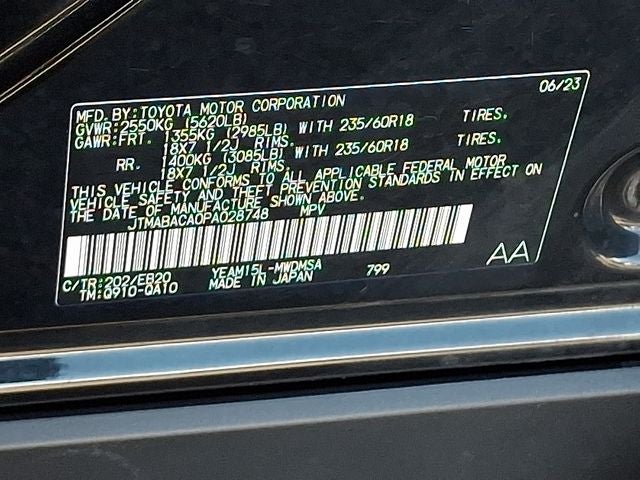 06/23
MFD. BY: TOYOTA MOTOR CORPORATION
GVWR: 2550KG (5620LB)
GAWR: FRT. 1355KG (2985LB) WITH 235/60R18 TIRES.
18X7 1/2J RIMS.
RR. 1400KG (3085LB) WITH 235/60R18 TIRES.
18X7 1/2J RIMS.
THIS VEHICLE CONFORMS TO ALL APPLICABLE FEDERAL MOTOR
VEHICLE SAFETY AND THEFT PREVENTION STANDARDS IN EFFECT ON
THE DATE OF MANUFACTURE SHOWN ABOVE.
JTMABACA0PA028748 MPV
C/TR: 202/EB20 YEAM15L-MWDMSA 799 AA
TM: Q910-QA10 MADE IN JAPAN